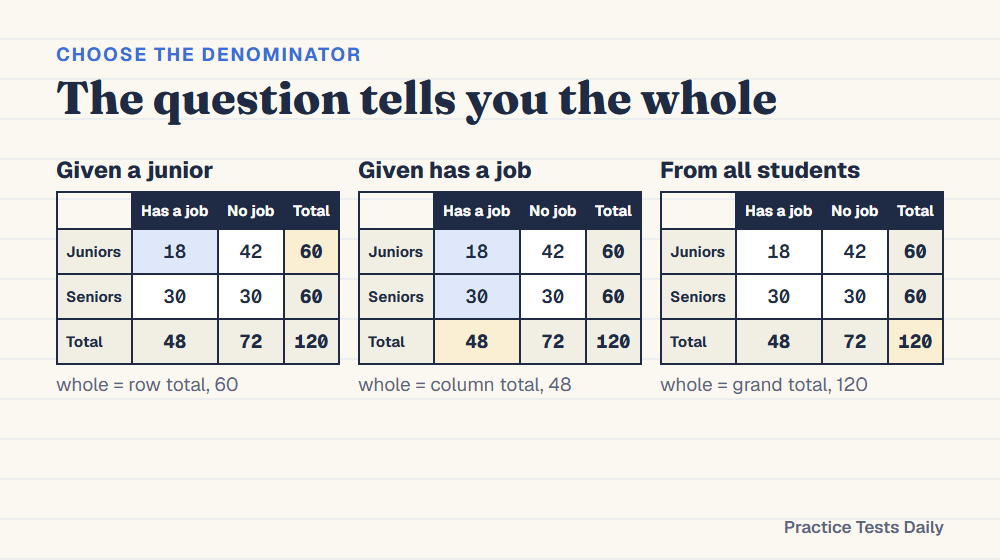 CHOOSE THE DENOMINATOR
The question tells you the whole
Given a junior
Has a job No job Total
Juniors 18 42 60
Seniors 30 30 60
Total 48 72 120
whole = row total, 60
Given has a job
Has a job No job Total
Juniors 18 42 60
Seniors 30 30 60
Total 48 72 120
whole = column total, 48
From all students
Has a job No job Total
Juniors 18 42 60
Seniors 30 30 60
Total 48 72 120
whole = grand total, 120
Practice Tests Daily